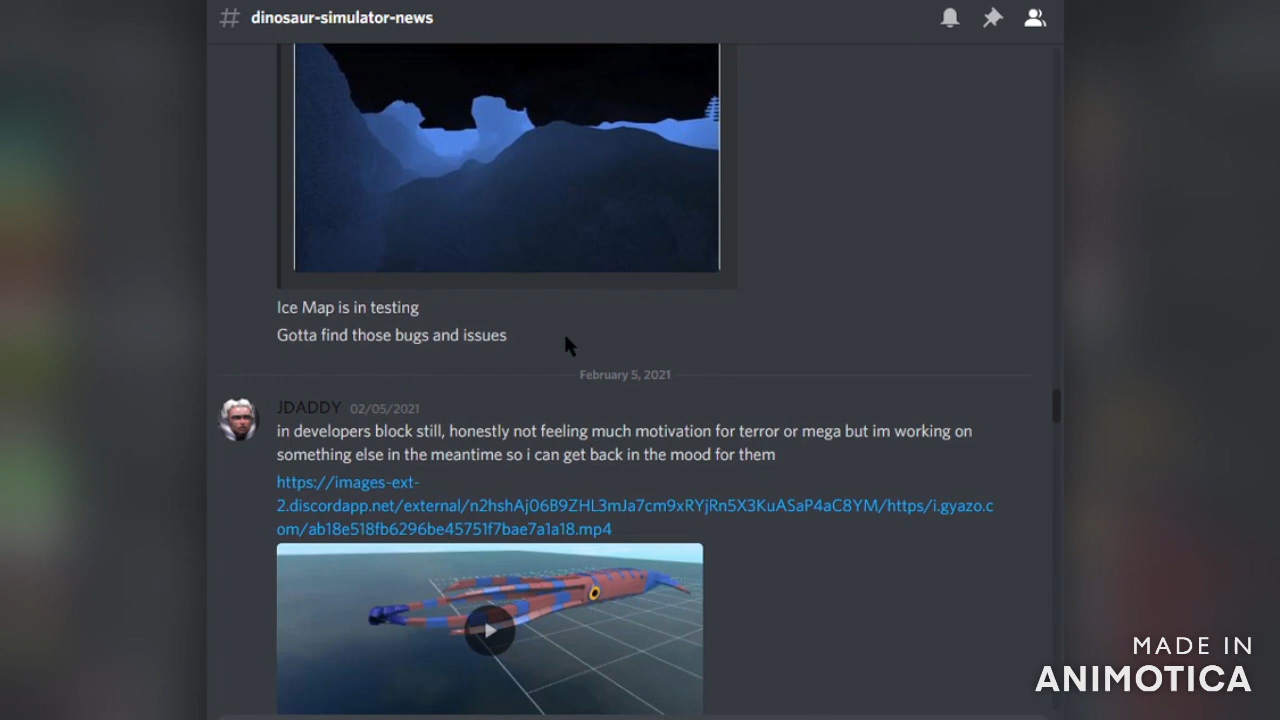 # dinosaur-simulator-news
Ice Map is in testing
Gotta find those bugs and issues
February 5, 2021
JDADDY 02/05/2021
in developers block still, honestly not feeling much motivation for terror or mega but im working on
something else in the meantime so i can get back in the mood for them
https://images-ext-
2.discordapp.net/external/n2hshAj06B9ZHL3mJa7cm9xRYjRn5X3KuASaP4aC8YM/https/i.gyazo.c
om/ab18e518fb6296be45751f7bae7a1a18.mp4
MADE IN
ANIMOTICA